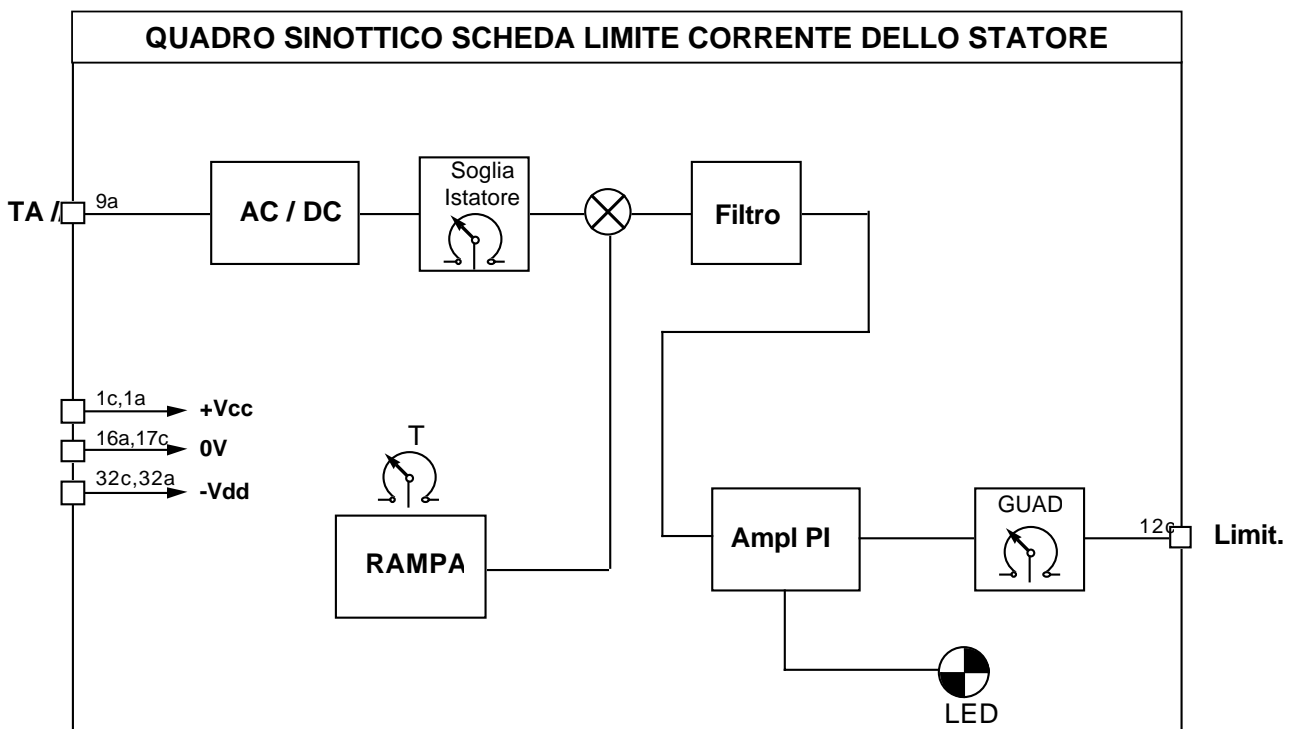 QUADRO SINOTTICO SCHEDA LIMITE CORRENTE DELLO STATORE
TA //
9a
AC / DC
Soglia
Istatore
Filtro
1c,1a
+Vcc
16a,17c
0V
32c,32a
-Vdd
T
RAMPA
Ampl PI
GUAD
12c
Limit.
LED